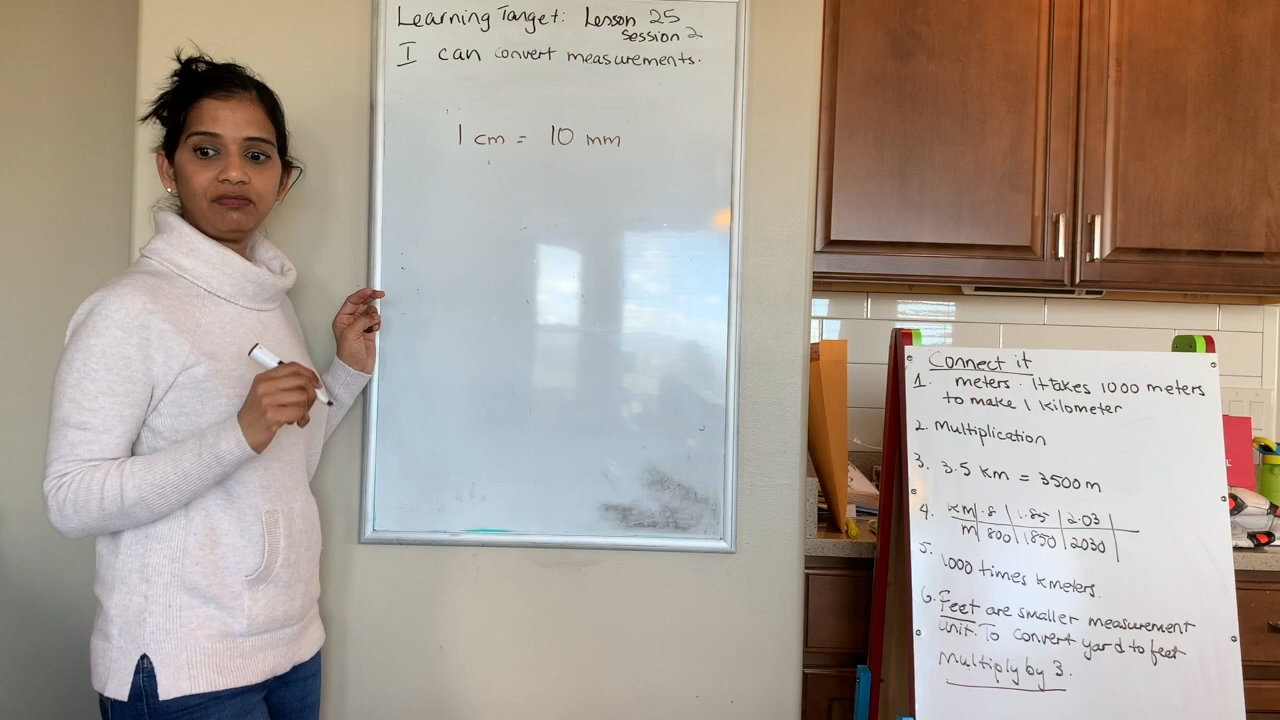 Learning Target: Lesson 25
Session 2
I can convert measurements.
1 cm = 10 mm
Connect it
1. meters. It takes 1000 meters
to make 1 kilometer
2. Multiplication
3. 3.5 km = 3500 m
4. km | .8 | 1.85 | 2.03 |
m | 800 | 1850 | 2030 |
5. 1000 times k meters.
6. Feet are smaller measurement
unit. To convert yard to feet
Multiply by 3.